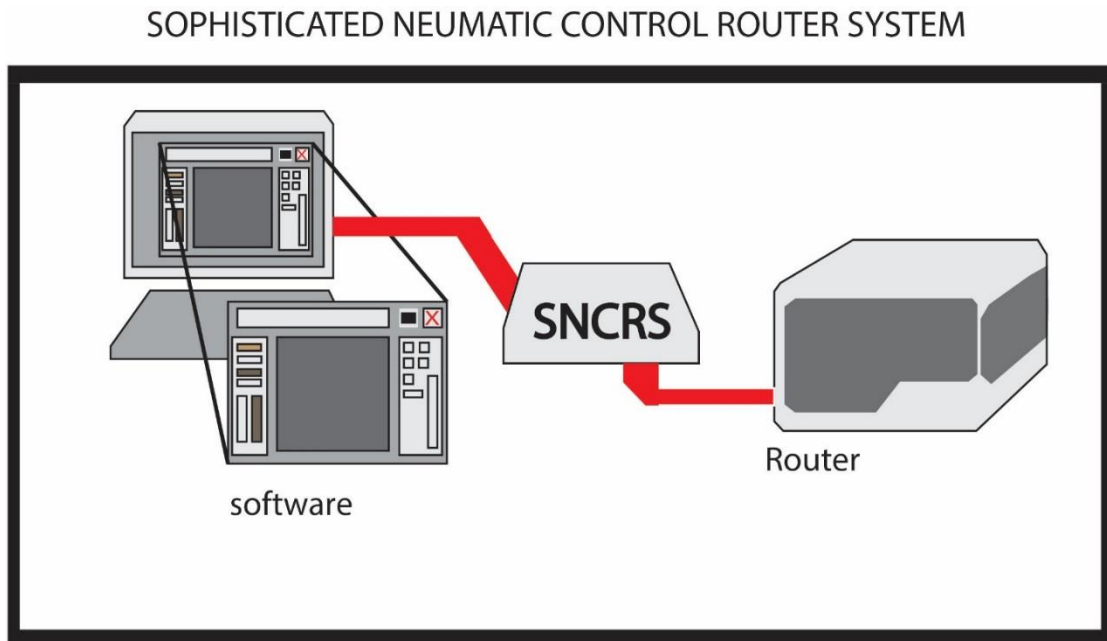 SOPHISTICATED NEUMATIC CONTROL ROUTER SYSTEM
SNCRS
Router
software